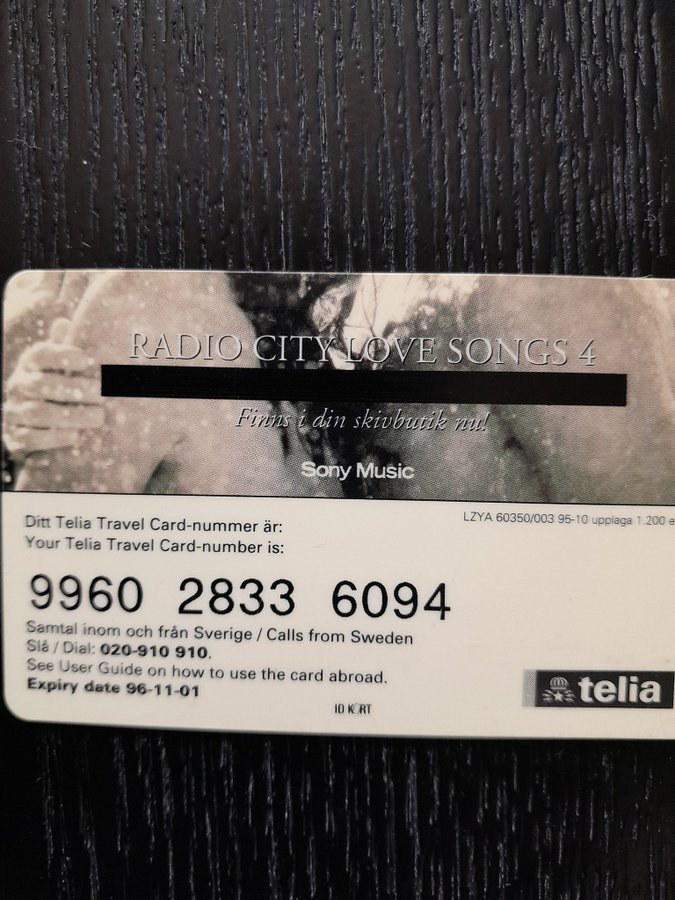 RADIO CITY LOVE SONGS 4
Finns i din skivbutik nu!
Sony Music
Ditt Telia Travel Card-nummer är:
LZYA 60350/003 95-10 upplaga 1.200 e
Your Telia Travel Card-number is:
9960 2833 6094
Samtal inom och från Sverige / Calls from Sweden
Slå / Dial: 020-910 910.
See User Guide on how to use the card abroad.
Expiry date 96-11-01
telia
ID KORT